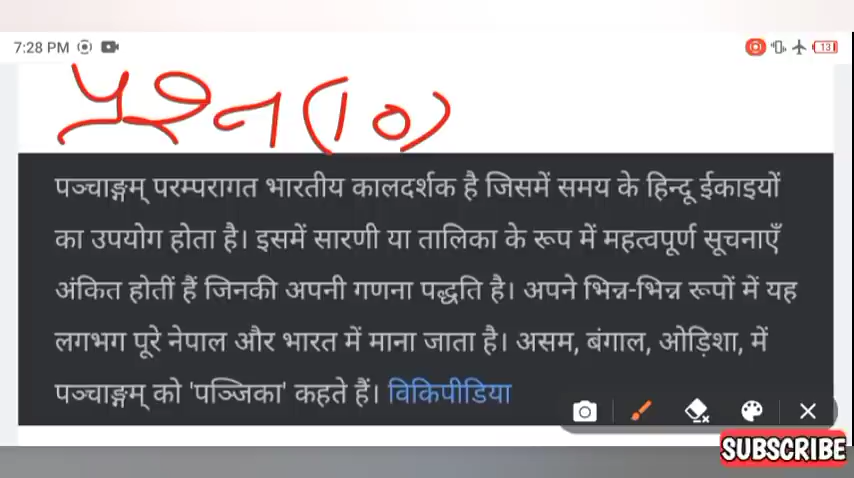 7:28 PM
13
प्रश्न (10)
पञ्चाङ्गम् परम्परागत भारतीय कालदर्शक है जिसमें समय के हिन्दू ईकाइयों
का उपयोग होता है। इसमें सारणी या तालिका के रूप में महत्वपूर्ण सूचनाएँ
अंकित होतीं हैं जिनकी अपनी गणना पद्धति है। अपने भिन्न-भिन्न रूपों में यह
लगभग पूरे नेपाल और भारत में माना जाता है। असम, बंगाल, ओड़िशा, में
पञ्चाङ्गम् को 'पञ्जिका' कहते हैं। विकिपीडिया
SUBSCRIBE